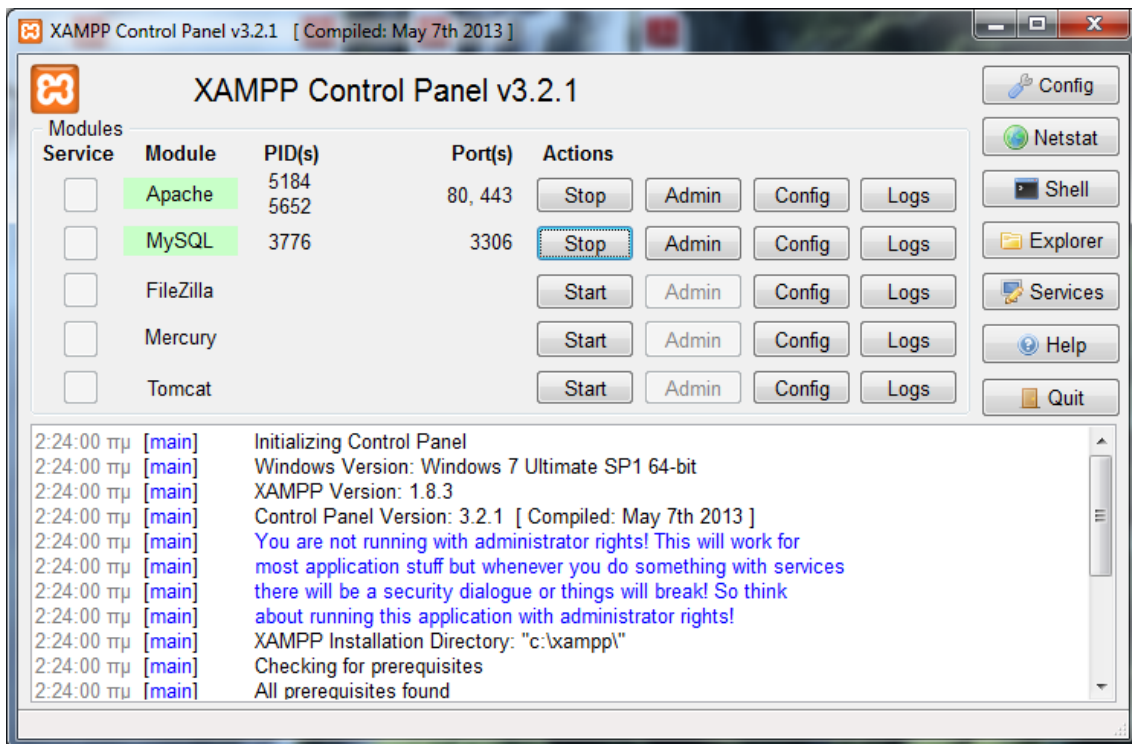 XAMPP Control Panel v3.2.1 [ Compiled: May 7th 2013 ]
XAMPP Control Panel v3.2.1
Config
Modules
Netstat
Service Module PID(s) Port(s) Actions
Apache 5184 5652 80, 443 Stop Admin Config Logs
Shell
MySQL 3776 3306 Stop Admin Config Logs
Explorer
FileZilla Start Admin Config Logs
Services
Mercury Start Admin Config Logs
Help
Tomcat Start Admin Config Logs
Quit
2:24:00 πμ [main] Initializing Control Panel
2:24:00 πμ [main] Windows Version: Windows 7 Ultimate SP1 64-bit
2:24:00 πμ [main] XAMPP Version: 1.8.3
2:24:00 πμ [main] Control Panel Version: 3.2.1 [ Compiled: May 7th 2013 ]
2:24:00 πμ [main] You are not running with administrator rights! This will work for
2:24:00 πμ [main] most application stuff but whenever you do something with services
2:24:00 πμ [main] there will be a security dialogue or things will break! So think
2:24:00 πμ [main] about running this application with administrator rights!
2:24:00 πμ [main] XAMPP Installation Directory: "c:\xampp\"
2:24:00 πμ [main] Checking for prerequisites
2:24:00 πμ [main] All prerequisites found